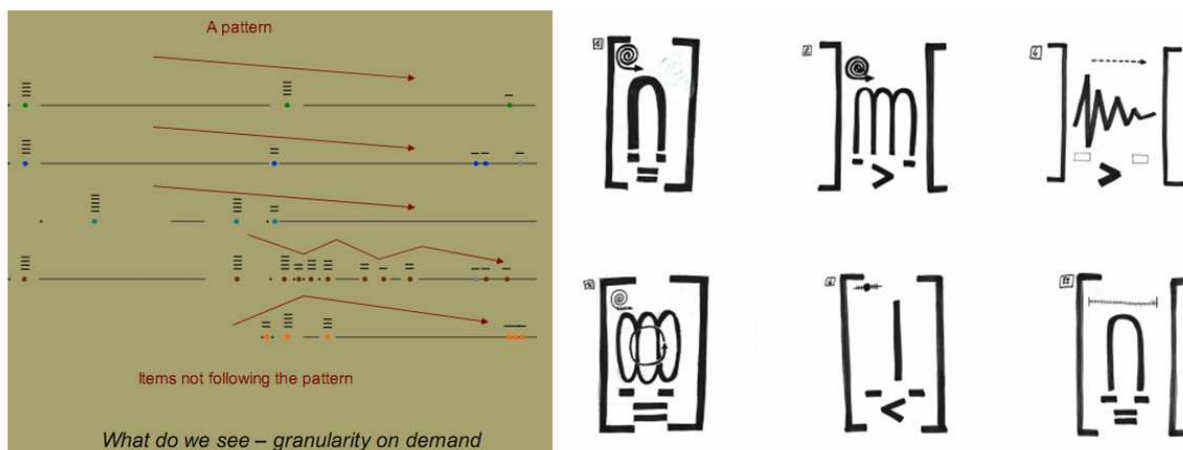 A pattern
Items not following the pattern
What do we see – granularity on demand